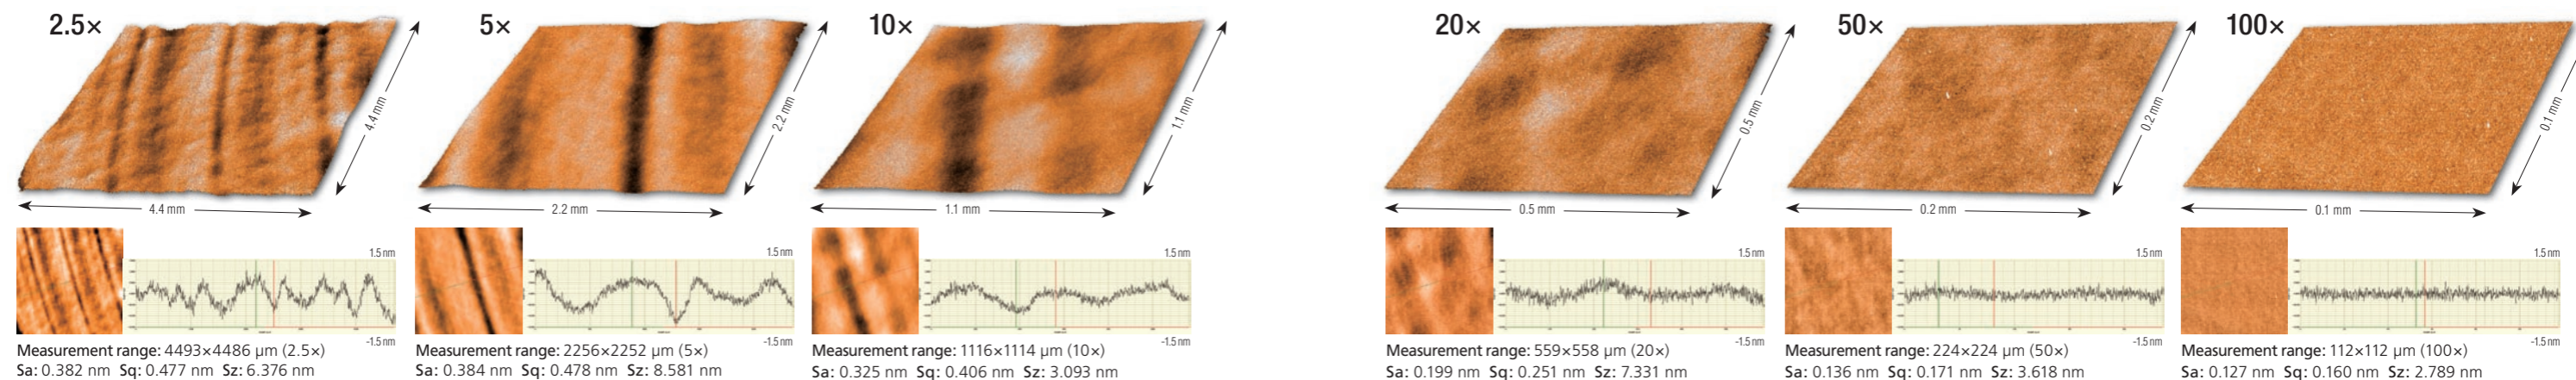 2.5×
4.4 mm
4.4 mm
1.5 nm
-1.5 nm
Measurement range: 4493×4486 µm (2.5×)
Sa: 0.382 nm Sq: 0.477 nm Sz: 6.376 nm
5×
2.2 mm
2.2 mm
1.5 nm
-1.5 nm
Measurement range: 2256×2252 µm (5×)
Sa: 0.384 nm Sq: 0.478 nm Sz: 8.581 nm
10×
1.1 mm
1.1 mm
1.5 nm
-1.5 nm
Measurement range: 1116×1114 µm (10×)
Sa: 0.325 nm Sq: 0.406 nm Sz: 3.093 nm
20×
0.5 mm
0.5 mm
1.5 nm
-1.5 nm
Measurement range: 559×558 µm (20×)
Sa: 0.199 nm Sq: 0.251 nm Sz: 7.331 nm
50×
0.2 mm
0.2 mm
1.5 nm
-1.5 nm
Measurement range: 224×224 µm (50×)
Sa: 0.136 nm Sq: 0.171 nm Sz: 3.618 nm
100×
0.1 mm
0.1 mm
1.5 nm
-1.5 nm
Measurement range: 112×112 µm (100×)
Sa: 0.127 nm Sq: 0.160 nm Sz: 2.789 nm